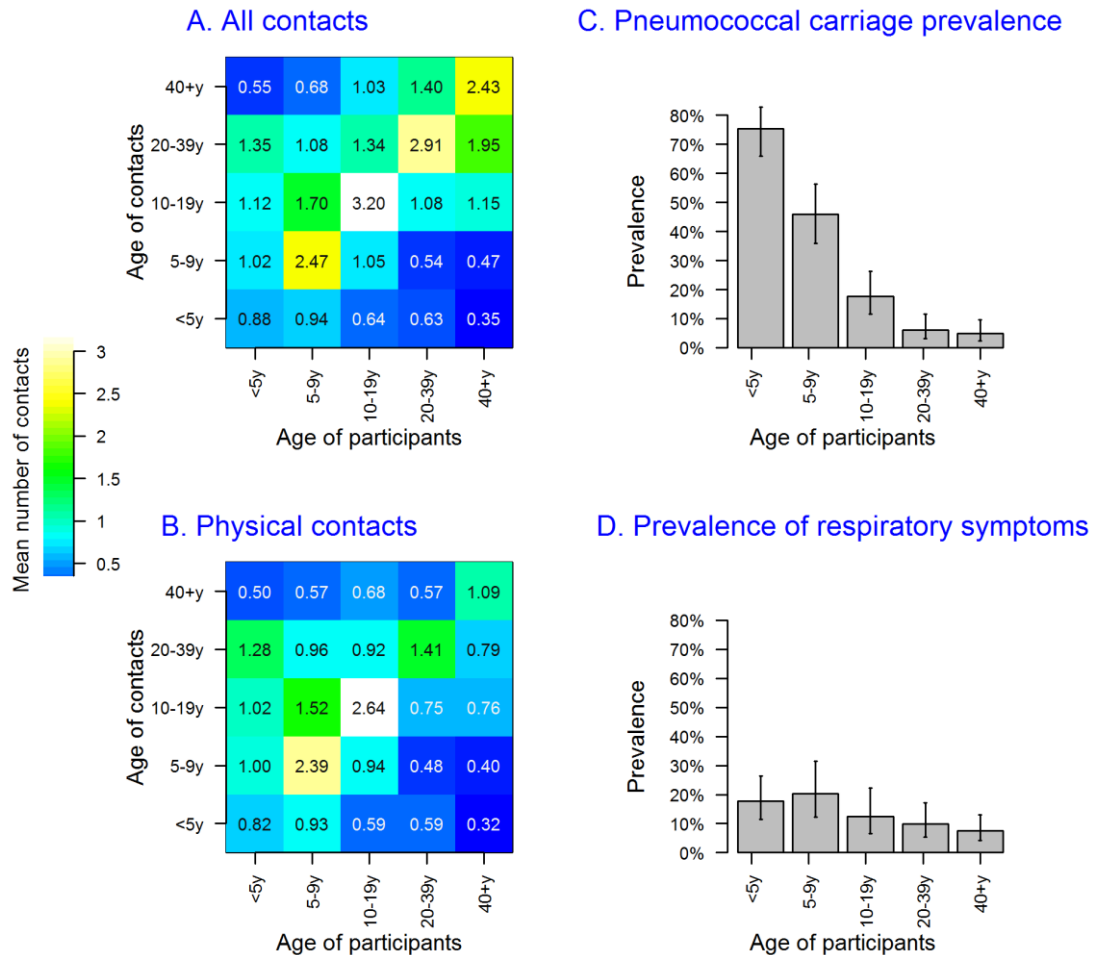 A. All contacts
Age of contacts
40+y 0.55 0.68 1.03 1.40 2.43
20-39y 1.35 1.08 1.34 2.91 1.95
10-19y 1.12 1.70 3.20 1.08 1.15
5-9y 1.02 2.47 1.05 0.54 0.47
<5y 0.88 0.94 0.64 0.63 0.35
<5y 5-9y 10-19y 20-39y 40+y
Age of participants
C. Pneumococcal carriage prevalence
Prevalence
80%
70%
60%
50%
40%
30%
20%
10%
0%
<5y 5-9y 10-19y 20-39y 40+y
Age of participants
Mean number of contacts
3
2.5
2
1.5
1
0.5
B. Physical contacts
Age of contacts
40+y 0.50 0.57 0.68 0.57 1.09
20-39y 1.28 0.96 0.92 1.41 0.79
10-19y 1.02 1.52 2.64 0.75 0.76
5-9y 1.00 2.39 0.94 0.48 0.40
<5y 0.82 0.93 0.59 0.59 0.32
<5y 5-9y 10-19y 20-39y 40+y
Age of participants
D. Prevalence of respiratory symptoms
Prevalence
80%
70%
60%
50%
40%
30%
20%
10%
0%
<5y 5-9y 10-19y 20-39y 40+y
Age of participants